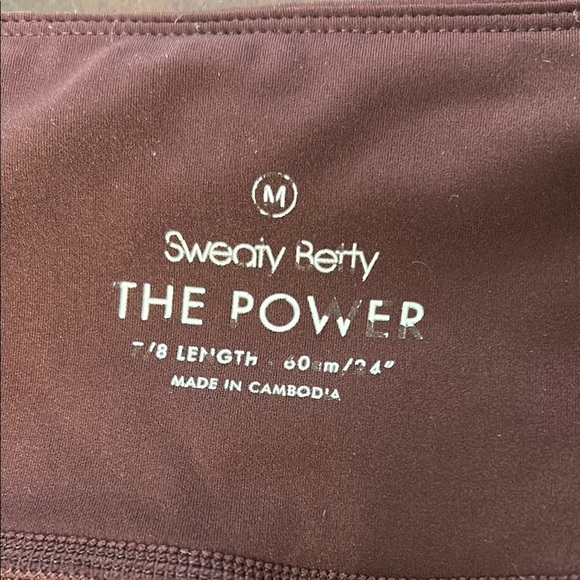 M
Sweaty Betty
THE POWER
7/8 LENGTH - 60cm/24"
MADE IN CAMBODIA